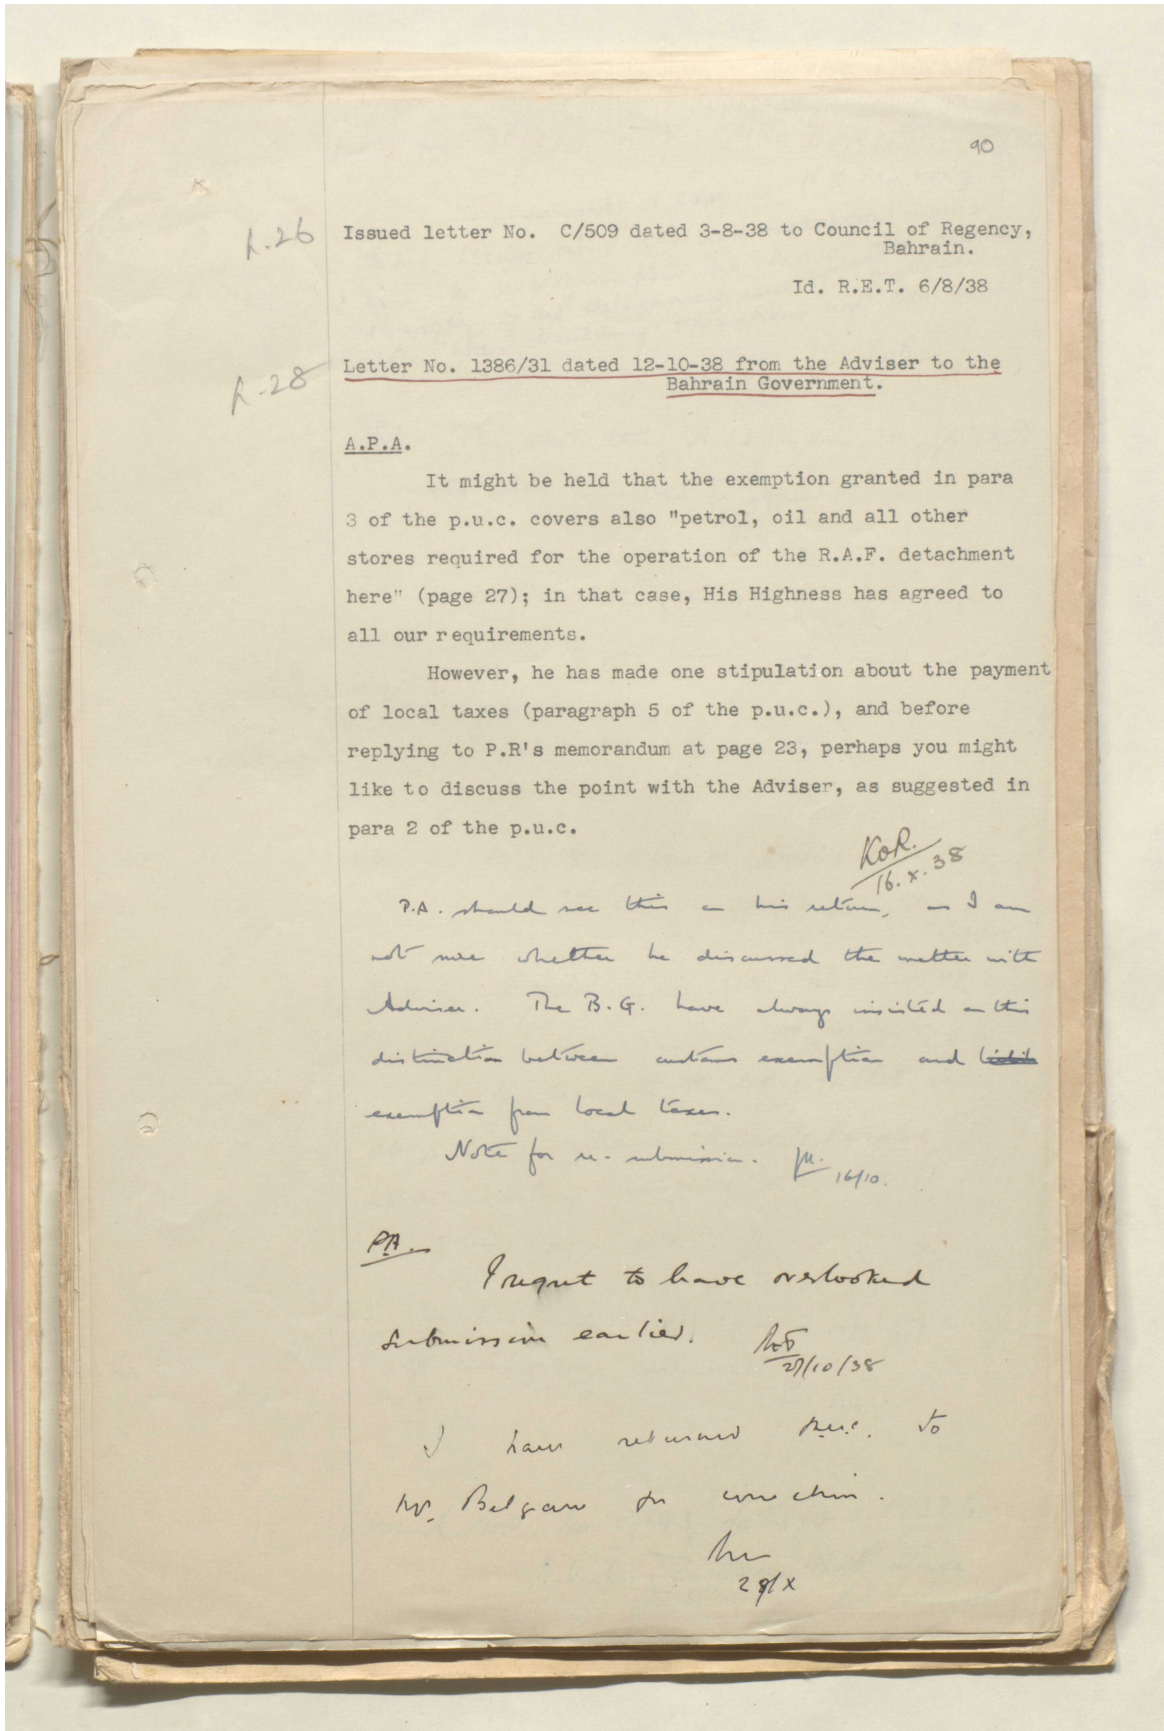 90
h.26 Issued letter No. C/509 dated 3-8-38 to Council of Regency,
Bahrain.
Id. R.E.T. 6/8/38
h.28 Letter No. 1386/31 dated 12-10-38 from the Adviser to the
Bahrain Government.
A.P.A.
It might be held that the exemption granted in para
3 of the p.u.c. covers also "petrol, oil and all other
stores required for the operation of the R.A.F. detachment
here" (page 27); in that case, His Highness has agreed to
all our requirements.
However, he has made one stipulation about the payment
of local taxes (paragraph 5 of the p.u.c.), and before
replying to P.R's memorandum at page 23, perhaps you might
like to discuss the point with the Adviser, as suggested in
para 2 of the p.u.c.
KoR.
16.x.38
P.A. should see this on his return, as I am
not sure whether he discussed the matter with
Adviser. The B.G. have always insisted on this
distinction between customs exemption and
exemption from local taxes.
Note for re-submission.
16/10.
P.A.
I regret to have overlooked
submission earlier.
27/10/38
I have returned p.u.c. to
Mr. Belgrave for correction.
28/X